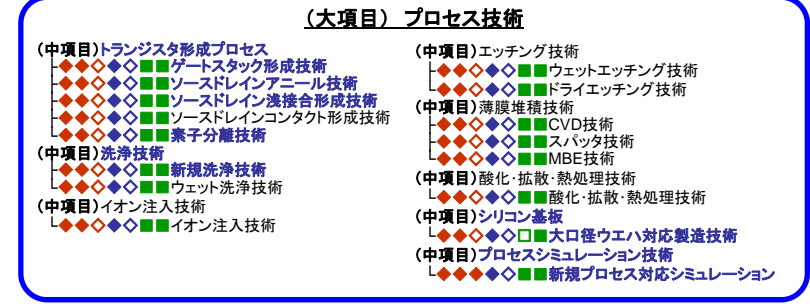 (大項目) プロセス技術
(中項目)トランジスタ形成プロセス
├◆◆◇◆◇■■ゲートスタック形成技術
├◆◆◇◆◇■■ソースドレインアニール技術
├◆◆◇◆◇■■ソースドレイン浅接合形成技術
├◆◆◇◆◇■■ソースドレインコンタクト形成技術
└◆◆◇◆◇■■素子分離技術
(中項目)洗浄技術
├◆◆◇◆◇■■新規洗浄技術
└◆◆◇◆◇■■ウェット洗浄技術
(中項目)イオン注入技術
└◆◆◇◆◇■■イオン注入技術
(中項目)エッチング技術
├◆◆◇◆◇■■ウェットエッチング技術
└◆◆◇◆◇■■ドライエッチング技術
(中項目)薄膜堆積技術
├◆◆◇◆◇■■CVD技術
├◆◆◇◆◇■■スパッタ技術
└◆◆◇◆◇■■MBE技術
(中項目)酸化・拡散・熱処理技術
└◆◆◇◆◇■■酸化・拡散・熱処理技術
(中項目)シリコン基板
└◆◆◇◆◇□■大口径ウエハ対応製造技術
(中項目)プロセスシミュレーション技術
└◆◆◆◆◇■■新規プロセス対応シミュレーション